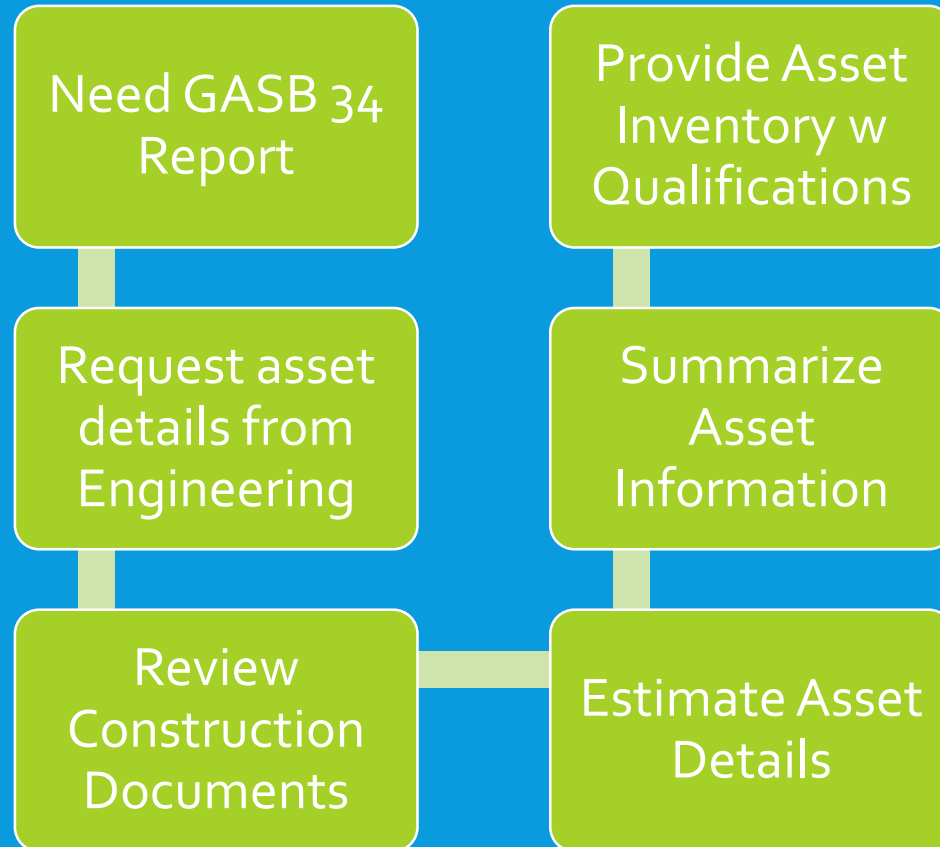 Need GASB 34
Report
Request asset
details from
Engineering
Review
Construction
Documents
Estimate Asset
Details
Summarize
Asset
Information
Provide Asset
Inventory w
Qualifications